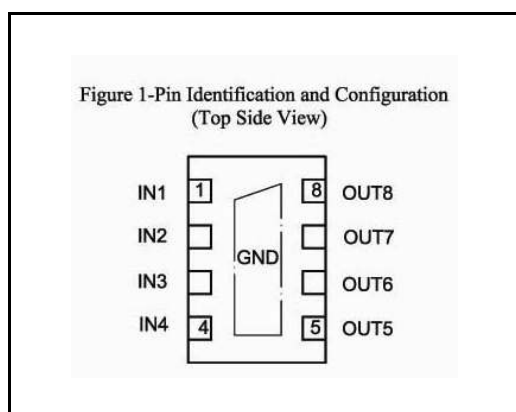 Figure 1-Pin Identification and Configuration
(Top Side View)
IN1 1 8 OUT8
IN2 OUT7
GND
IN3 OUT6
IN4 4 5 OUT5